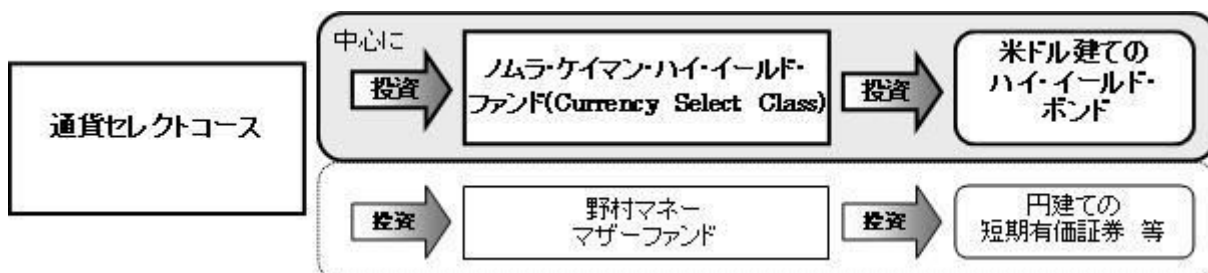 通貨セレクトコース
中心に
投資
ノムラ・ケイマン・ハイ・イールド・
ファンド(Currency Select Class)
投資
米ドル建ての
ハイ・イールド・
ボンド
投資
野村マネー
マザーファンド
投資
円建ての
短期有価証券 等